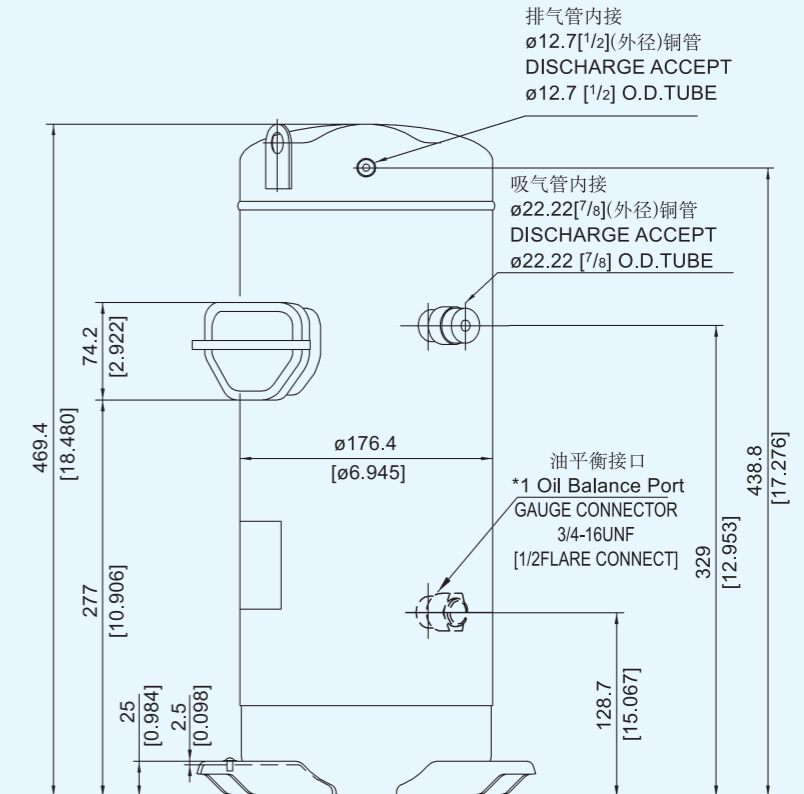 排气管内接
ø12.7[1/2](外径)铜管
DISCHARGE ACCEPT
ø12.7 [1/2] O.D.TUBE
吸气管内接
ø22.22[7/8](外径)铜管
DISCHARGE ACCEPT
ø22.22 [7/8] O.D.TUBE
74.2
[2.922]
469.4
[18.480]
ø176.4
[ø6.945]
油平衡接口
*1 Oil Balance Port
GAUGE CONNECTOR
3/4-16UNF
[1/2FLARE CONNECT]
438.8
[17.276]
329
[12.953]
277
[10.906]
25
[0.984]
2.5
[0.098]
128.7
[15.067]